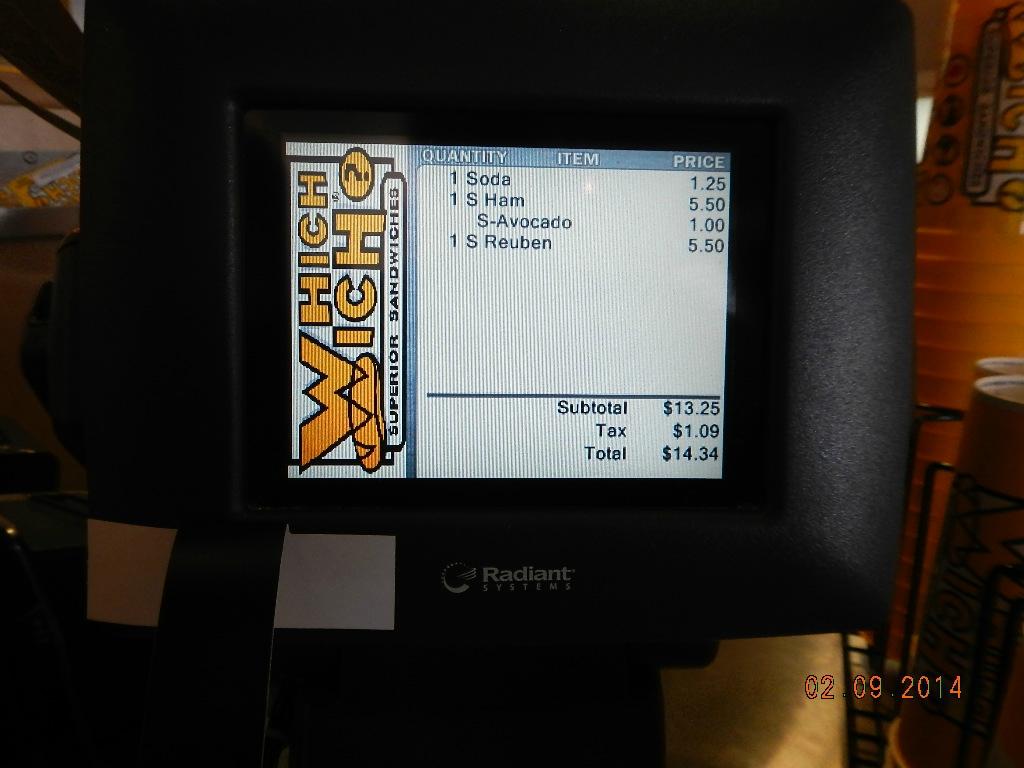 WHICH
WICH?
SUPERIOR SANDWICHES
QUANTITY ITEM PRICE
1 Soda 1.25
1 S Ham 5.50
S-Avocado 1.00
1 S Reuben 5.50
Subtotal $13.25
Tax $1.09
Total $14.34
Radiant
SYSTEMS
02.09.2014